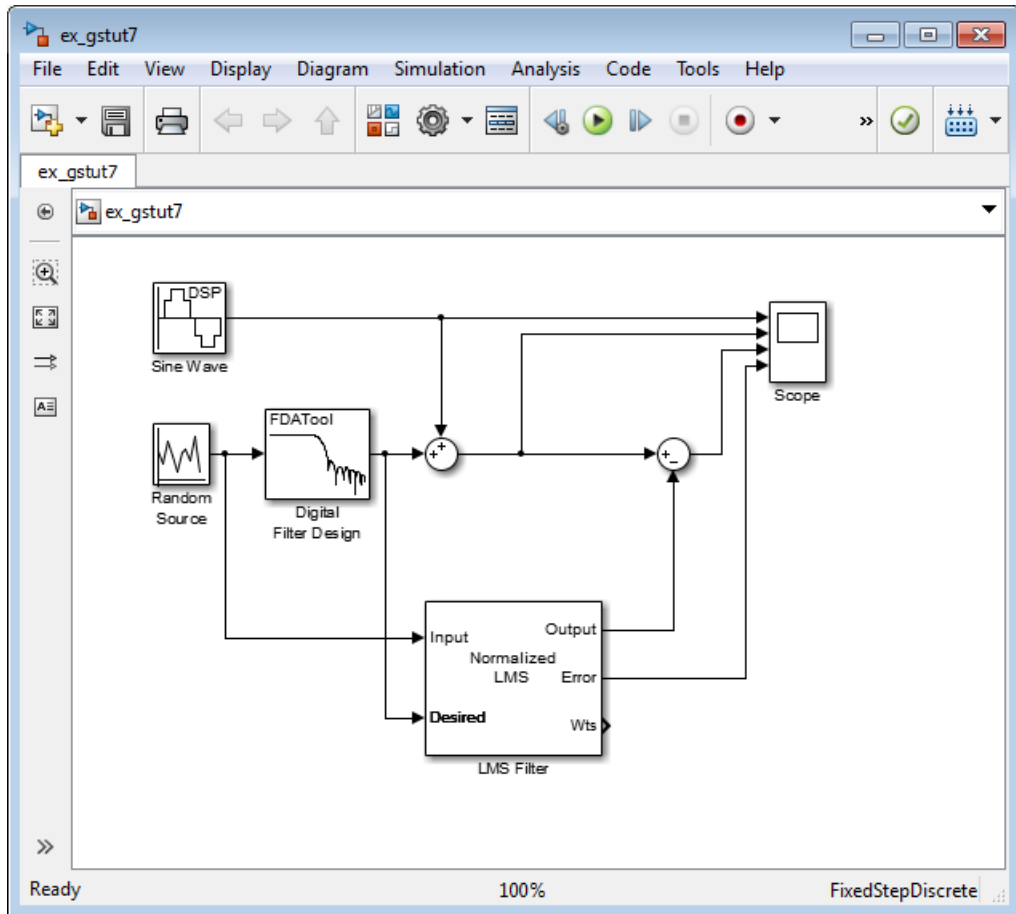 ex_gstut7
File Edit View Display Diagram Simulation Analysis Code Tools Help
»
ex_gstut7
ex_gstut7
DSP
Sine Wave
Scope
FDATool
Random
Source
Digital
Filter Design
Input
Output
Normalized
LMS
Error
Desired
Wts
LMS Filter
Ready 100% FixedStepDiscrete